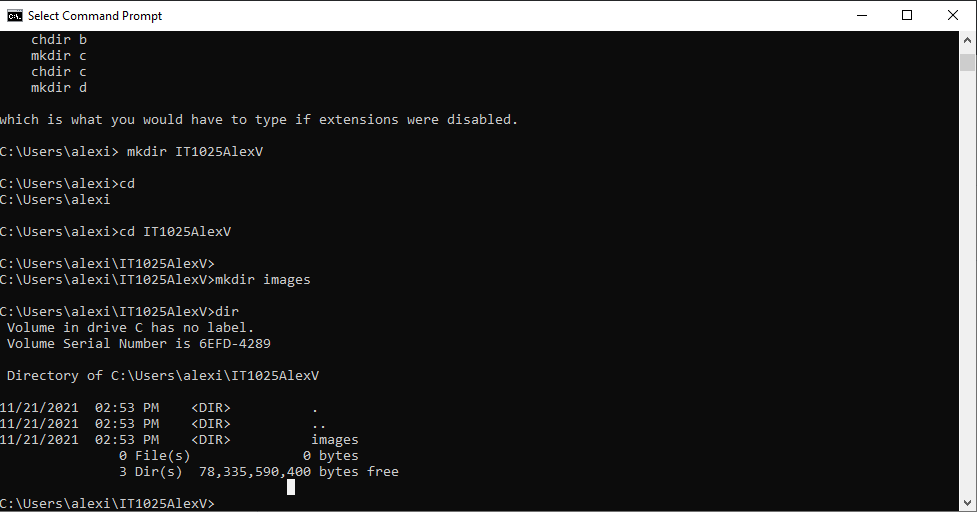 Select Command Prompt
    chdir b
    mkdir c
    chdir c
    mkdir d
which is what you would have to type if extensions were disabled.
C:\Users\alexi> mkdir IT1025AlexV
C:\Users\alexi>cd
C:\Users\alexi
C:\Users\alexi>cd IT1025AlexV
C:\Users\alexi\IT1025AlexV>
C:\Users\alexi\IT1025AlexV>mkdir images
C:\Users\alexi\IT1025AlexV>dir
 Volume in drive C has no label.
 Volume Serial Number is 6EFD-4289
 Directory of C:\Users\alexi\IT1025AlexV
11/21/2021  02:53 PM    <DIR>          .
11/21/2021  02:53 PM    <DIR>          ..
11/21/2021  02:53 PM    <DIR>          images
               0 File(s)              0 bytes
               3 Dir(s)  78,335,590,400 bytes free
C:\Users\alexi\IT1025AlexV>